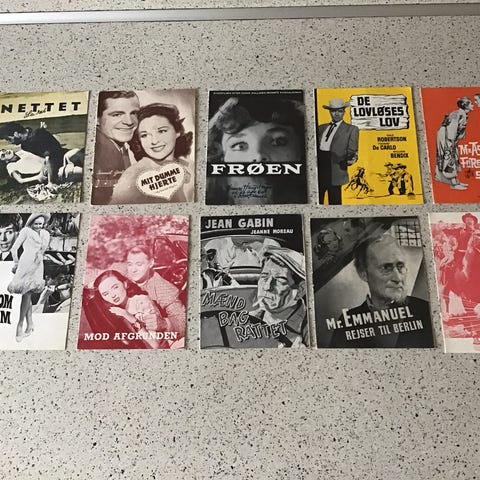 NETTET
MIT DUMME
HJERTE
FRØEN
DE
LOVLØSES
LOV
ROBERTSON
DE CARLO
BENDIX
OM
M
MOD AFGRUNDEN
JEAN GABIN
JEANNE MOREAU
MÆND
BAG
RATTET
Mr. EMMANUEL
REJSER TIL BERLIN